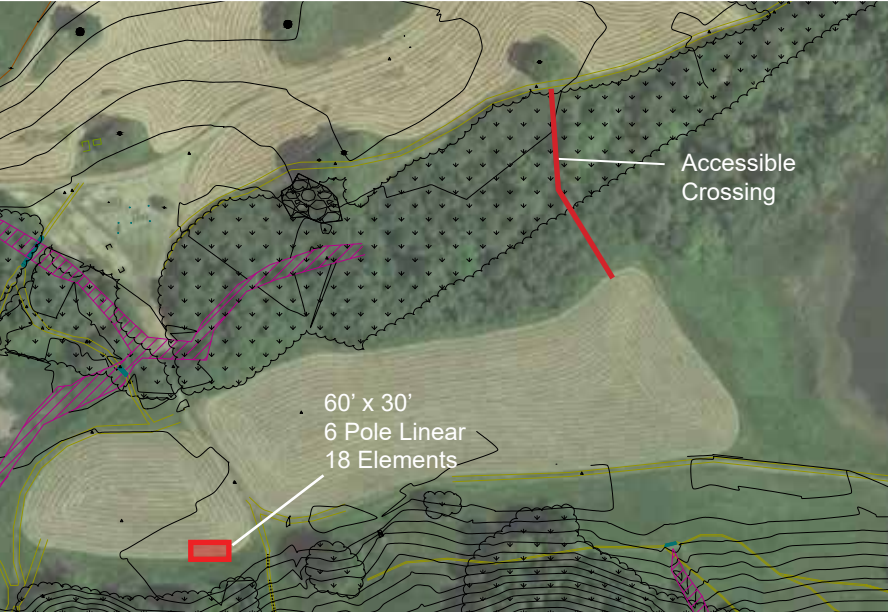 Accessible
Crossing
60’ x 30’
6 Pole Linear
18 Elements